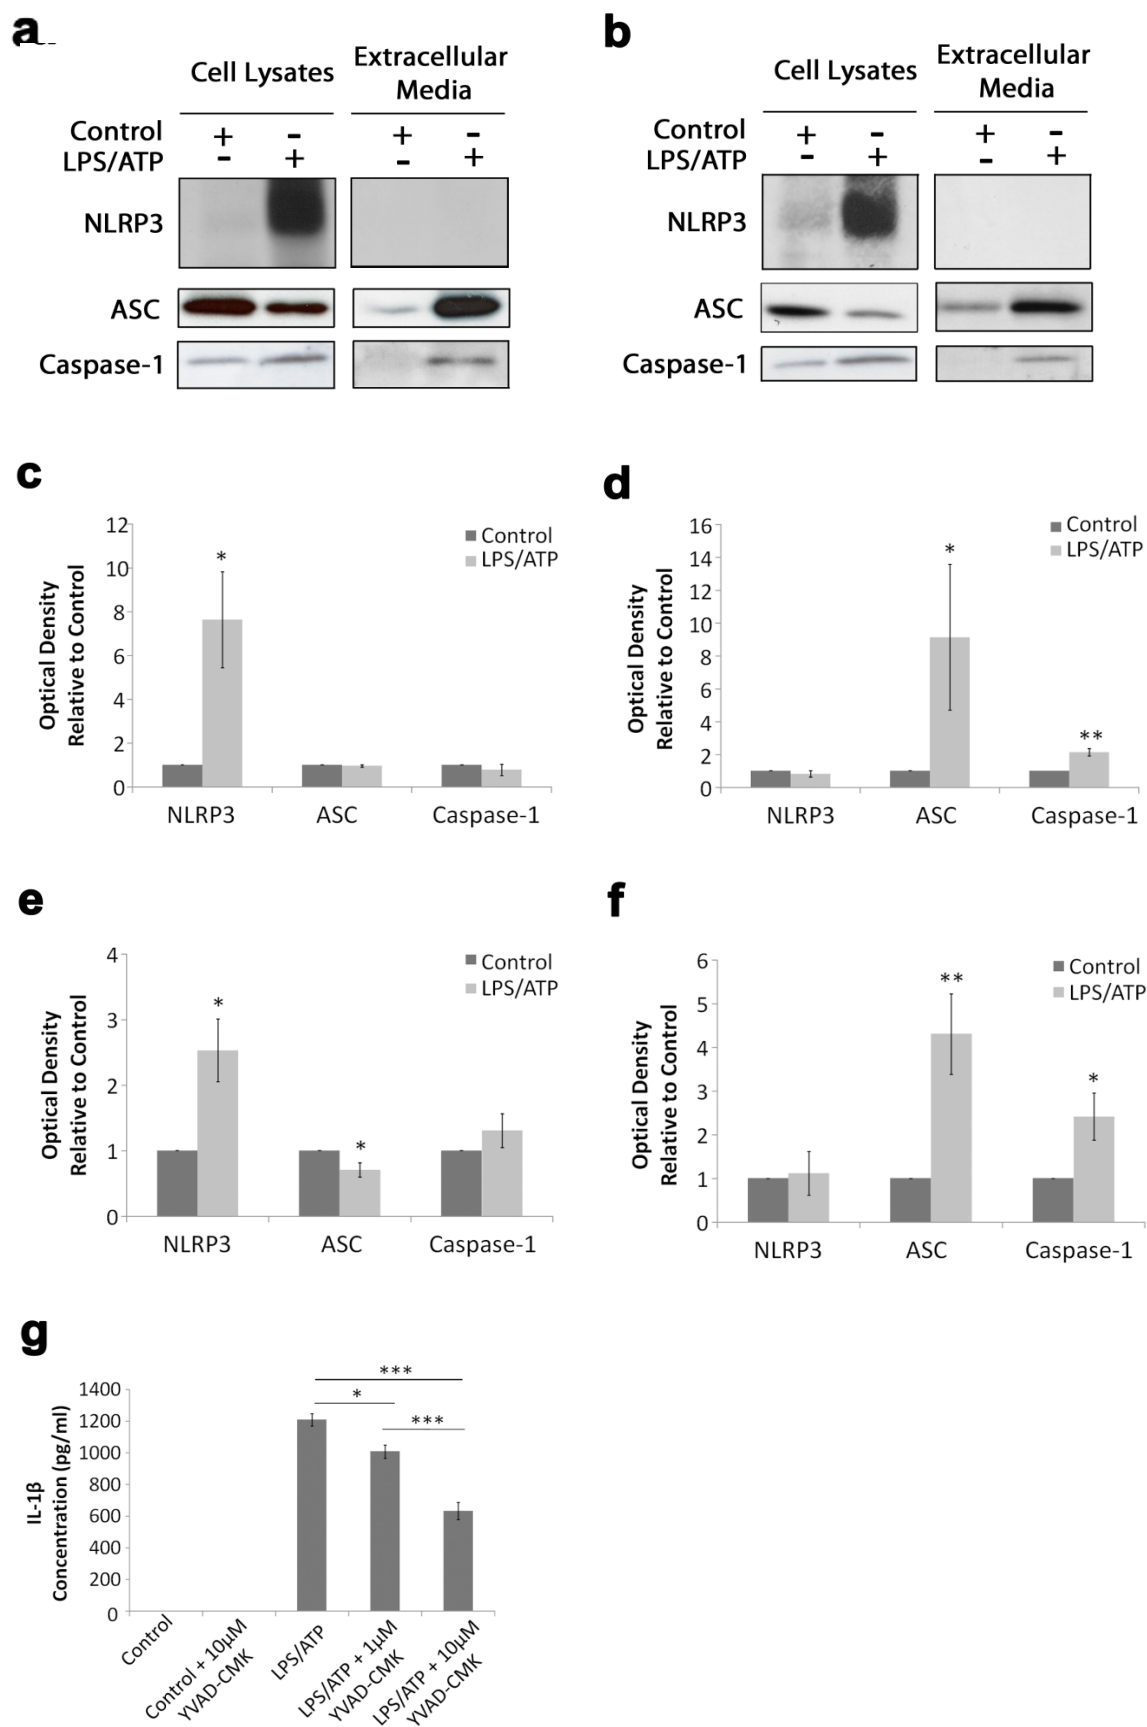 a
Cell Lysates
Extracellular
Media
Control + - + -
LPS/ATP - + - +
NLRP3
ASC
Caspase-1
b
Cell Lysates
Extracellular
Media
Control + - + -
LPS/ATP - + - +
NLRP3
ASC
Caspase-1
c
Optical Density
Relative to Control
12
10
8
6
4
2
0
*
Control
LPS/ATP
NLRP3 ASC Caspase-1
d
Optical Density
Relative to Control
16
14
12
10
8
6
4
2
0
*
**
Control
LPS/ATP
NLRP3 ASC Caspase-1
e
Optical Density
Relative to Control
4
3
2
1
0
*
*
Control
LPS/ATP
NLRP3 ASC Caspase-1
f
Optical Density
Relative to Control
6
5
4
3
2
1
0
**
*
Control
LPS/ATP
NLRP3 ASC Caspase-1
g
IL-1β
Concentration (pg/ml)
1400
1200
1000
800
600
400
200
0
***
*
***
Control
Control + 10µM
YVAD-CMK
LPS/ATP
LPS/ATP + 1µM
YVAD-CMK
LPS/ATP + 10µM
YVAD-CMK